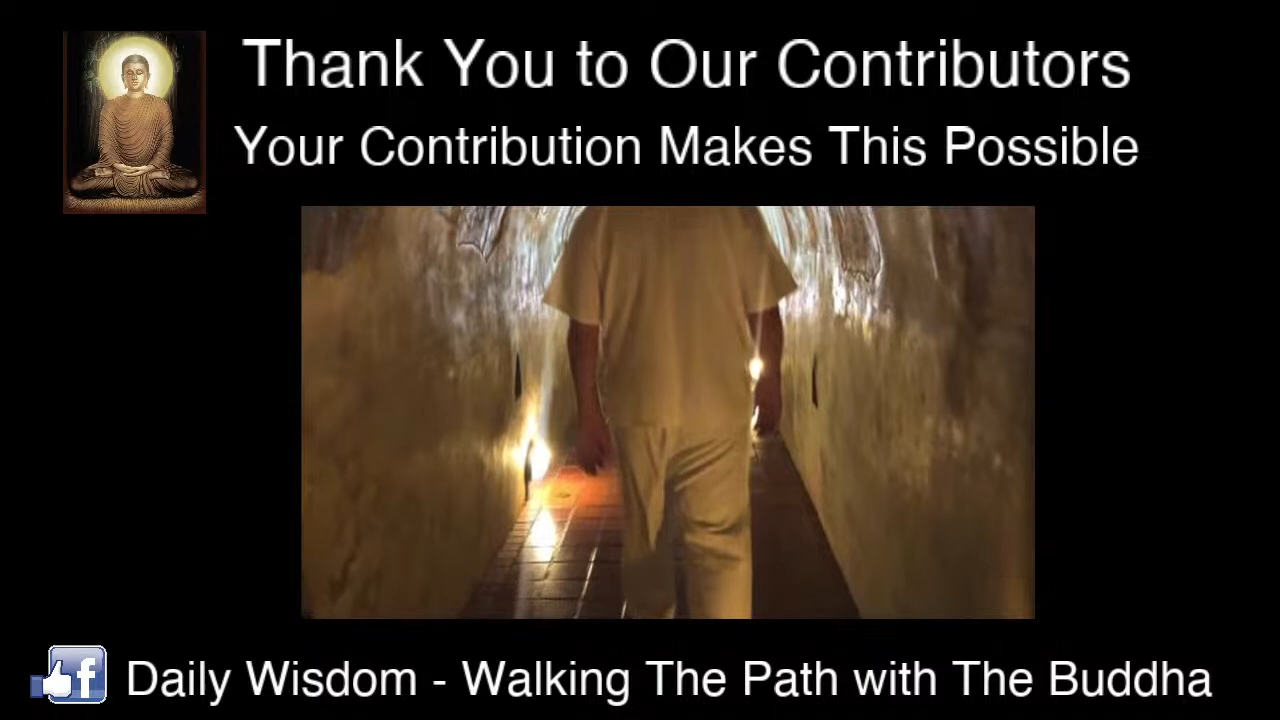 Thank You to Our Contributors
Your Contribution Makes This Possible
f Daily Wisdom - Walking The Path with The Buddha